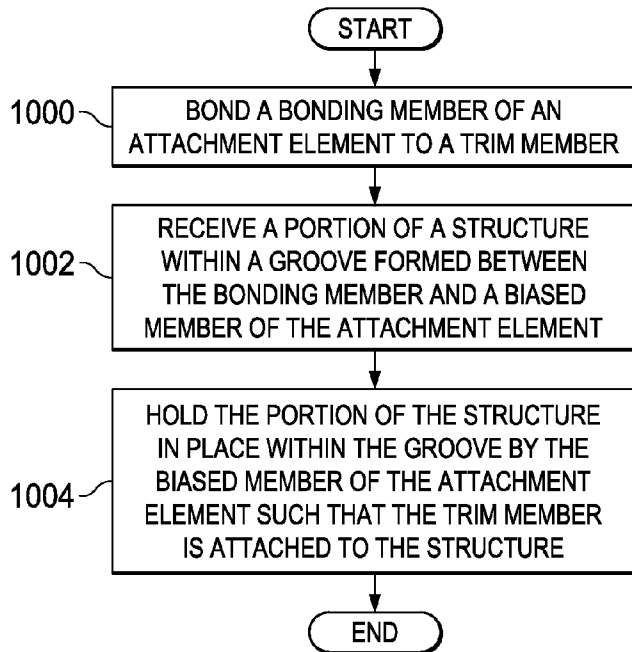 START
1000
BOND A BONDING MEMBER OF AN
ATTACHMENT ELEMENT TO A TRIM MEMBER
1002
RECEIVE A PORTION OF A STRUCTURE
WITHIN A GROOVE FORMED BETWEEN
THE BONDING MEMBER AND A BIASED
MEMBER OF THE ATTACHMENT ELEMENT
1004
HOLD THE PORTION OF THE STRUCTURE
IN PLACE WITHIN THE GROOVE BY THE
BIASED MEMBER OF THE ATTACHMENT
ELEMENT SUCH THAT THE TRIM MEMBER
IS ATTACHED TO THE STRUCTURE
END